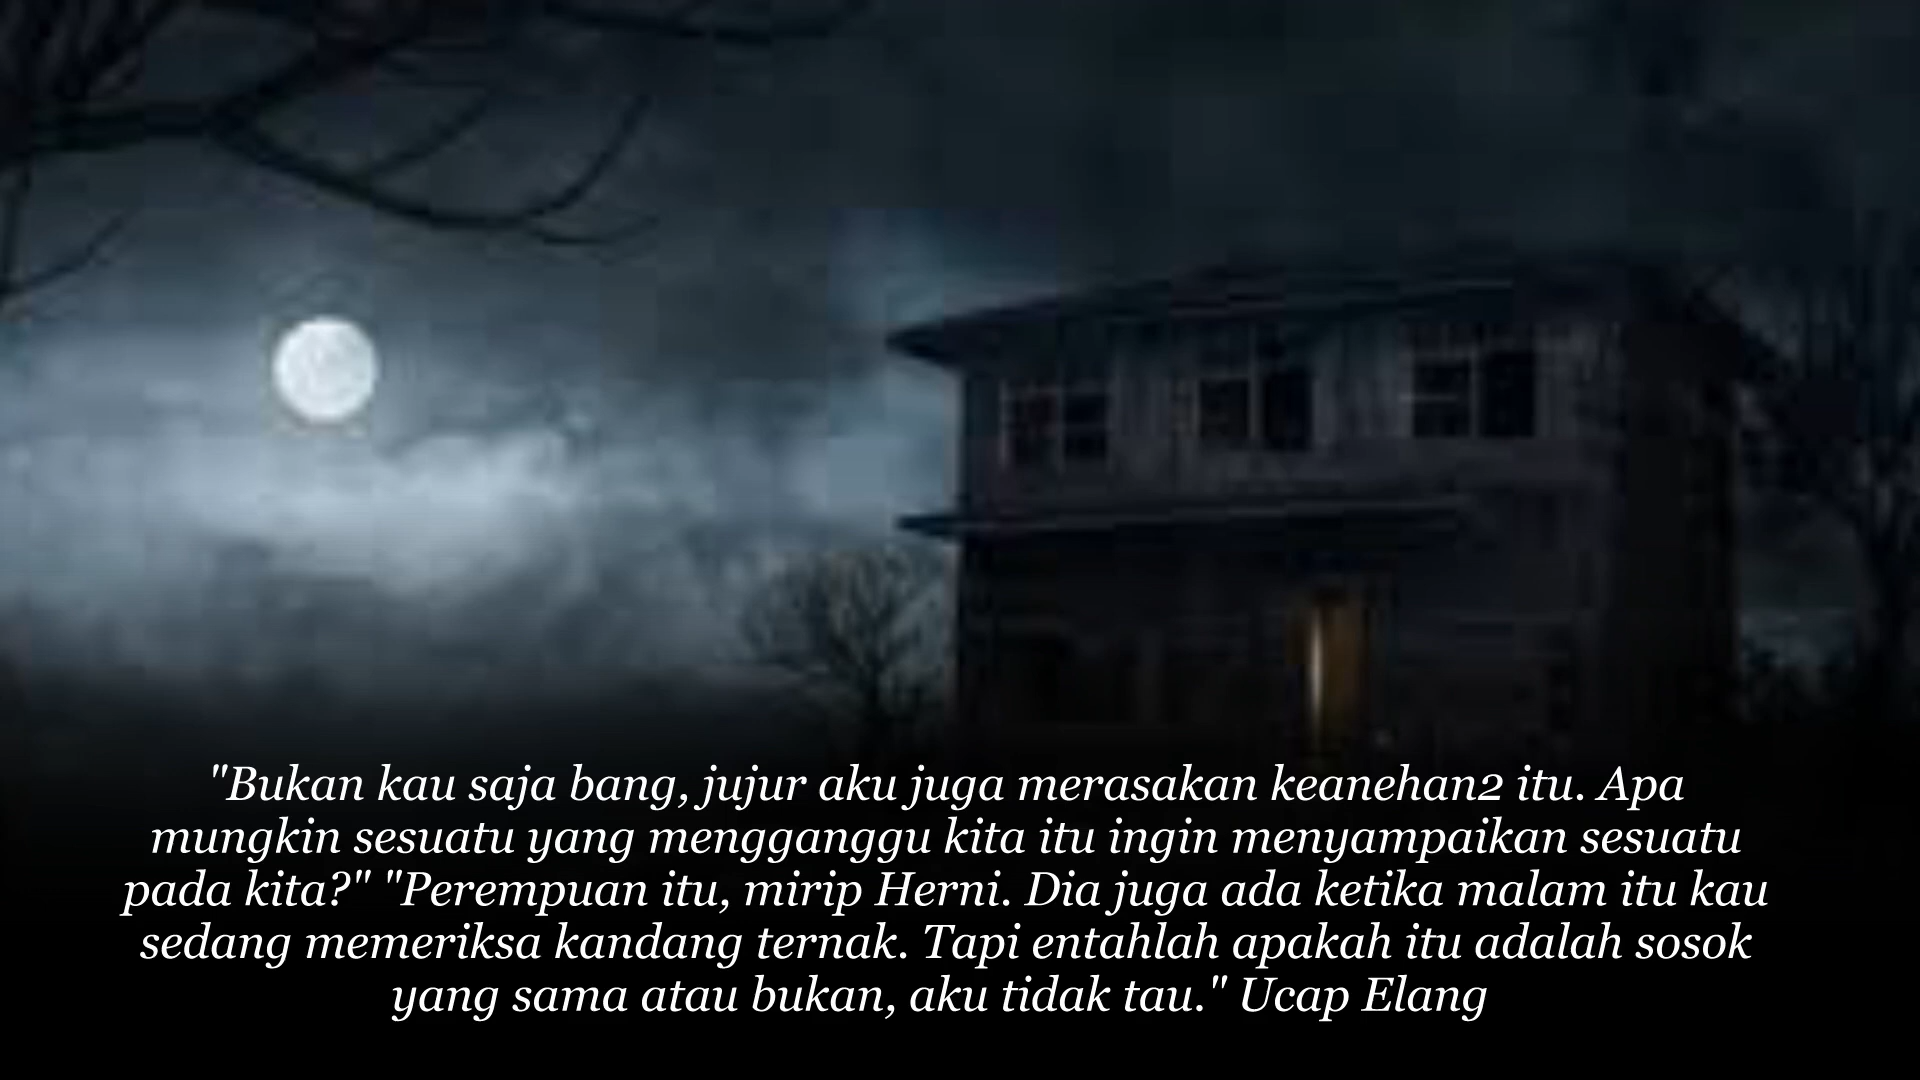 "Bukan kau saja bang, jujur aku juga merasakan keanehan2 itu. Apa
mungkin sesuatu yang mengganggu kita itu ingin menyampaikan sesuatu
pada kita?" "Perempuan itu, mirip Herni. Dia juga ada ketika malam itu kau
sedang memeriksa kandang ternak. Tapi entahlah apakah itu adalah sosok
yang sama atau bukan, aku tidak tau." Ucap Elang